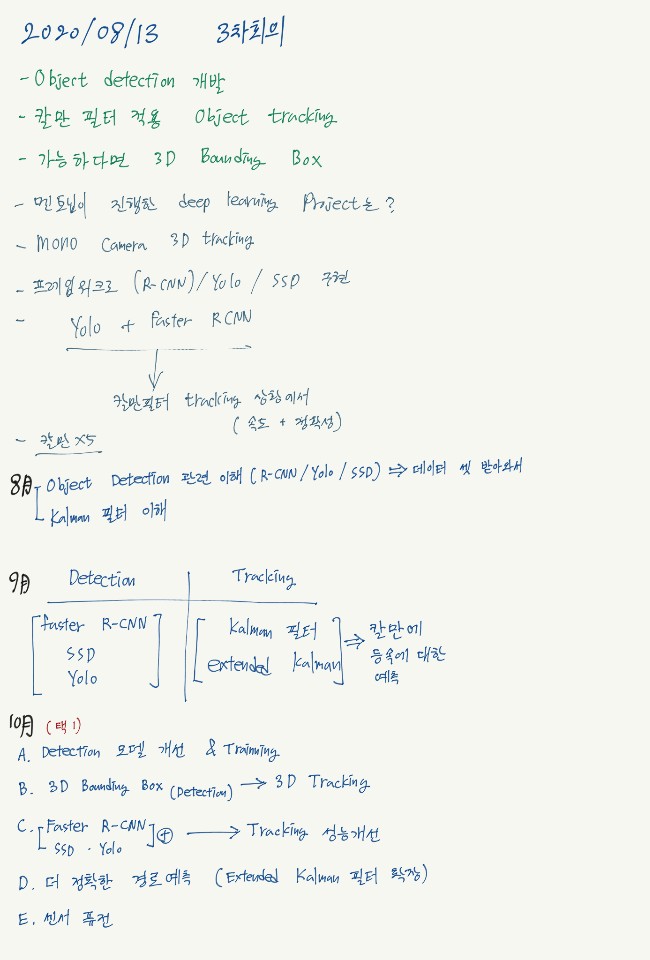 2020/08/13 3차회의
- Object detection 개발
- 칼만 필터 적용 Object tracking
- 가능하다면 3D Bounding Box
- 멘토님이 진행한 deep learning Project는?
- mono Camera 3D tracking
- 프레임워크로 (R-CNN)/Yolo / SSD 구현
- Yolo + faster RCNN
칼만필터 tracking 상황에서
(속도 + 정확성)
- 칼만 X5
8月 Object Detection 관련 이해 (R-CNN/Yolo/SSD) ⇒ 데이터 셋 받아와서
Kalman 필터 이해
9月 Detection Tracking
faster R-CNN Kalman 필터 ⇒ 칼만에
SSD 등속에 대한
Yolo extended Kalman 예측
10月 (택 1)
A. Detection 모델 개선 & Trainning
B. 3D Bounding Box (Detection) → 3D Tracking
C. [Faster R-CNN] ⊕ → Tracking 성능개선
SSD · Yolo
D. 더 정확한 경로예측 (Extended Kalman 필터 확장)
E. 센서 퓨전